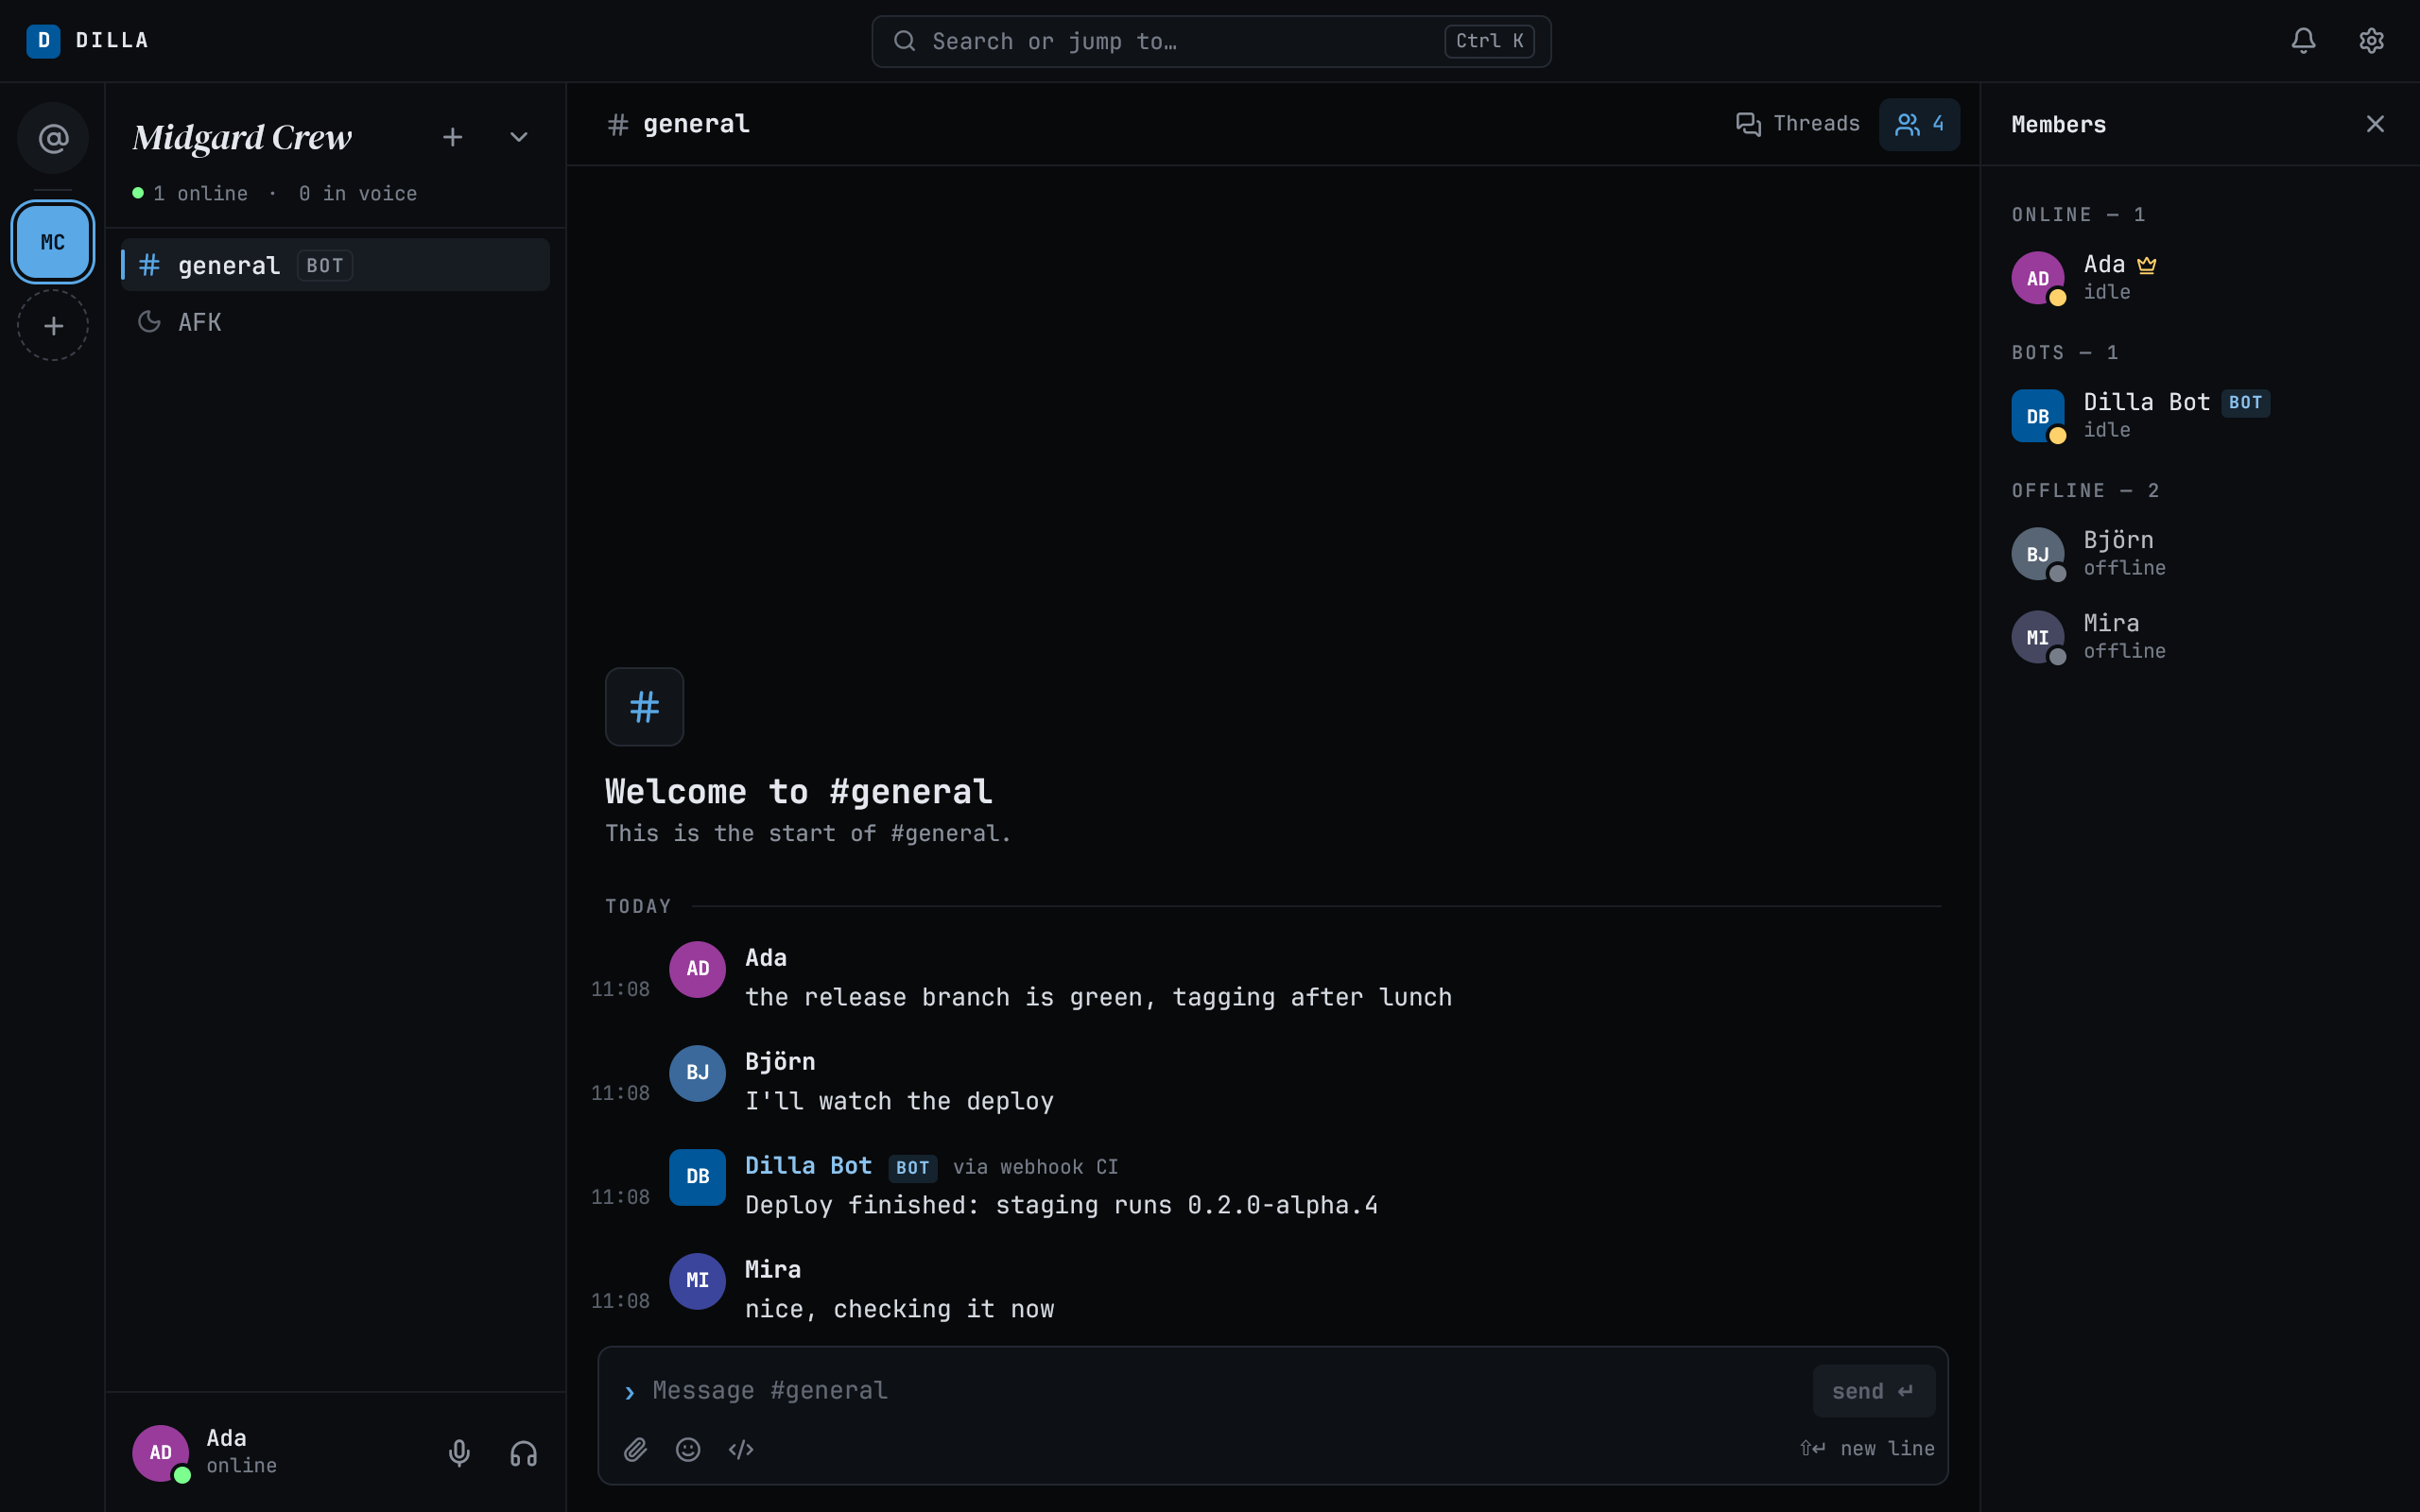 D DILLA
Search or jump to… Ctrl K
@
MC
Midgard Crew
1 online · 0 in voice
# general BOT
AFK
Ada
online
AD
# general
Threads 4
#
Welcome to #general
This is the start of #general.
TODAY
AD Ada
11:08 the release branch is green, tagging after lunch
BJ Björn
11:08 I'll watch the deploy
DB Dilla Bot BOT via webhook CI
11:08 Deploy finished: staging runs 0.2.0-alpha.4
MI Mira
11:08 nice, checking it now
› Message #general send ↵
⇧↵ new line
Members
ONLINE — 1
AD Ada
idle
BOTS — 1
DB Dilla Bot BOT
idle
OFFLINE — 2
BJ Björn
offline
MI Mira
offline